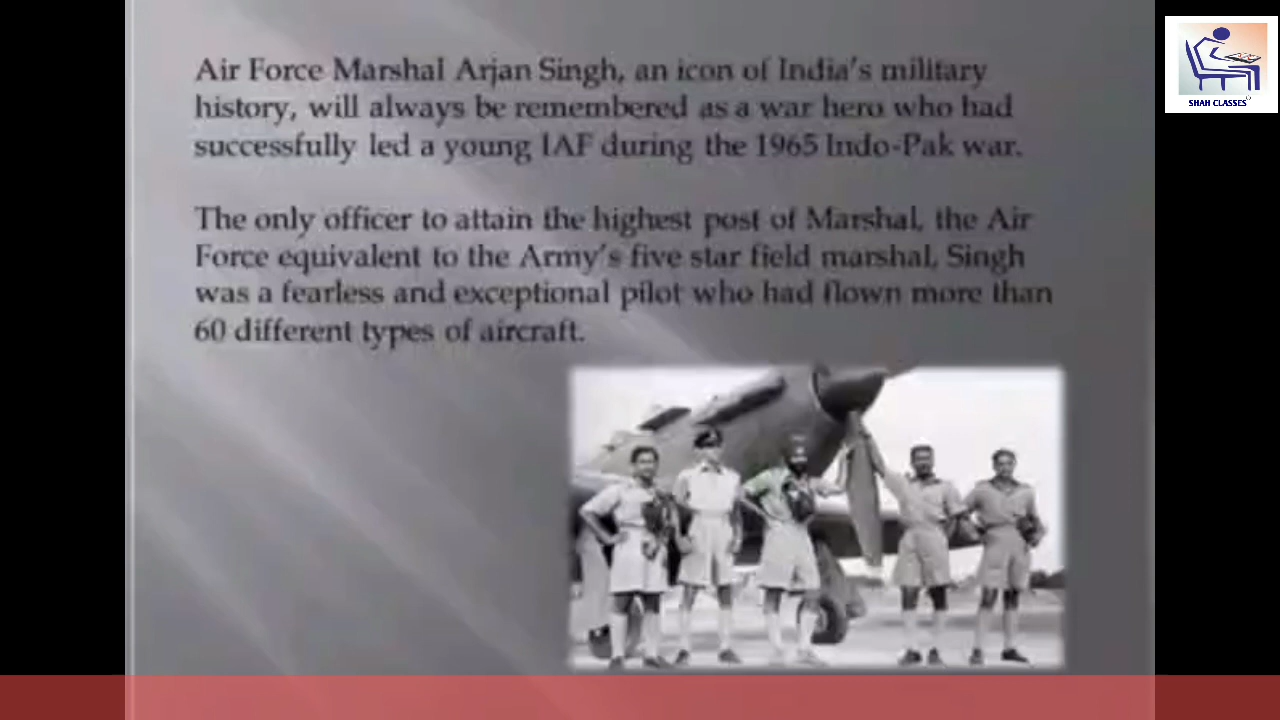 Air Force Marshal Arjan Singh, an icon of India's military
history, will always be remembered as a war hero who had
successfully led a young IAF during the 1965 Indo-Pak war.
The only officer to attain the highest post of Marshal, the Air
Force equivalent to the Army's five star field marshal, Singh
was a fearless and exceptional pilot who had flown more than
60 different types of aircraft.
SHAH CLASSES